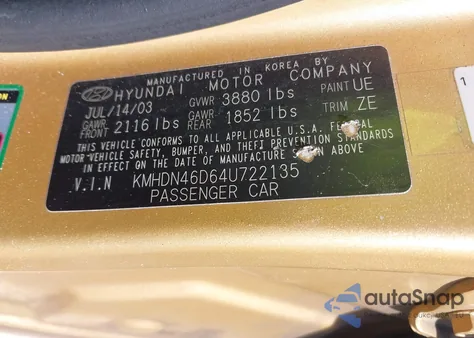 MANUFACTURED IN KOREA BY
HYUNDAI MOTOR COMPANY
JUL/14/03 GVWR 3880 lbs PAINT UE
GAWR FRONT 2116 lbs GAWR REAR 1852 lbs TRIM ZE
THIS VEHICLE CONFORMS TO ALL APPLICABLE U.S.A. FEDERAL
MOTOR VEHICLE SAFETY, BUMPER, AND THEFT PREVENTION STANDARDS
IN EFFECT ON THE DATE OF MANUFACTURE SHOWN ABOVE
V.I.N KMHDN46D64U722135
PASSENGER CAR
1
autoSnap